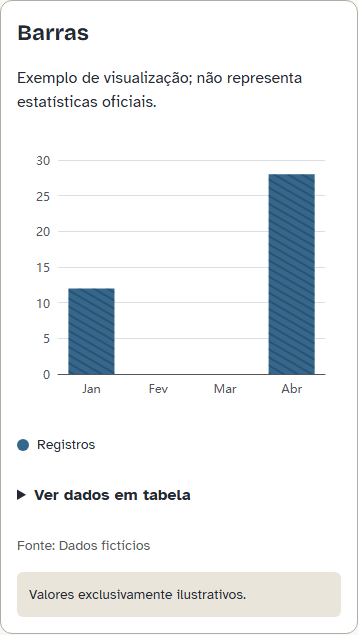 Barras
Exemplo de visualização; não representa
estatísticas oficiais.
30
25
20
15
10
5
0
Jan Fev Mar Abr
Registros
Ver dados em tabela
Fonte: Dados fictícios
Valores exclusivamente ilustrativos.